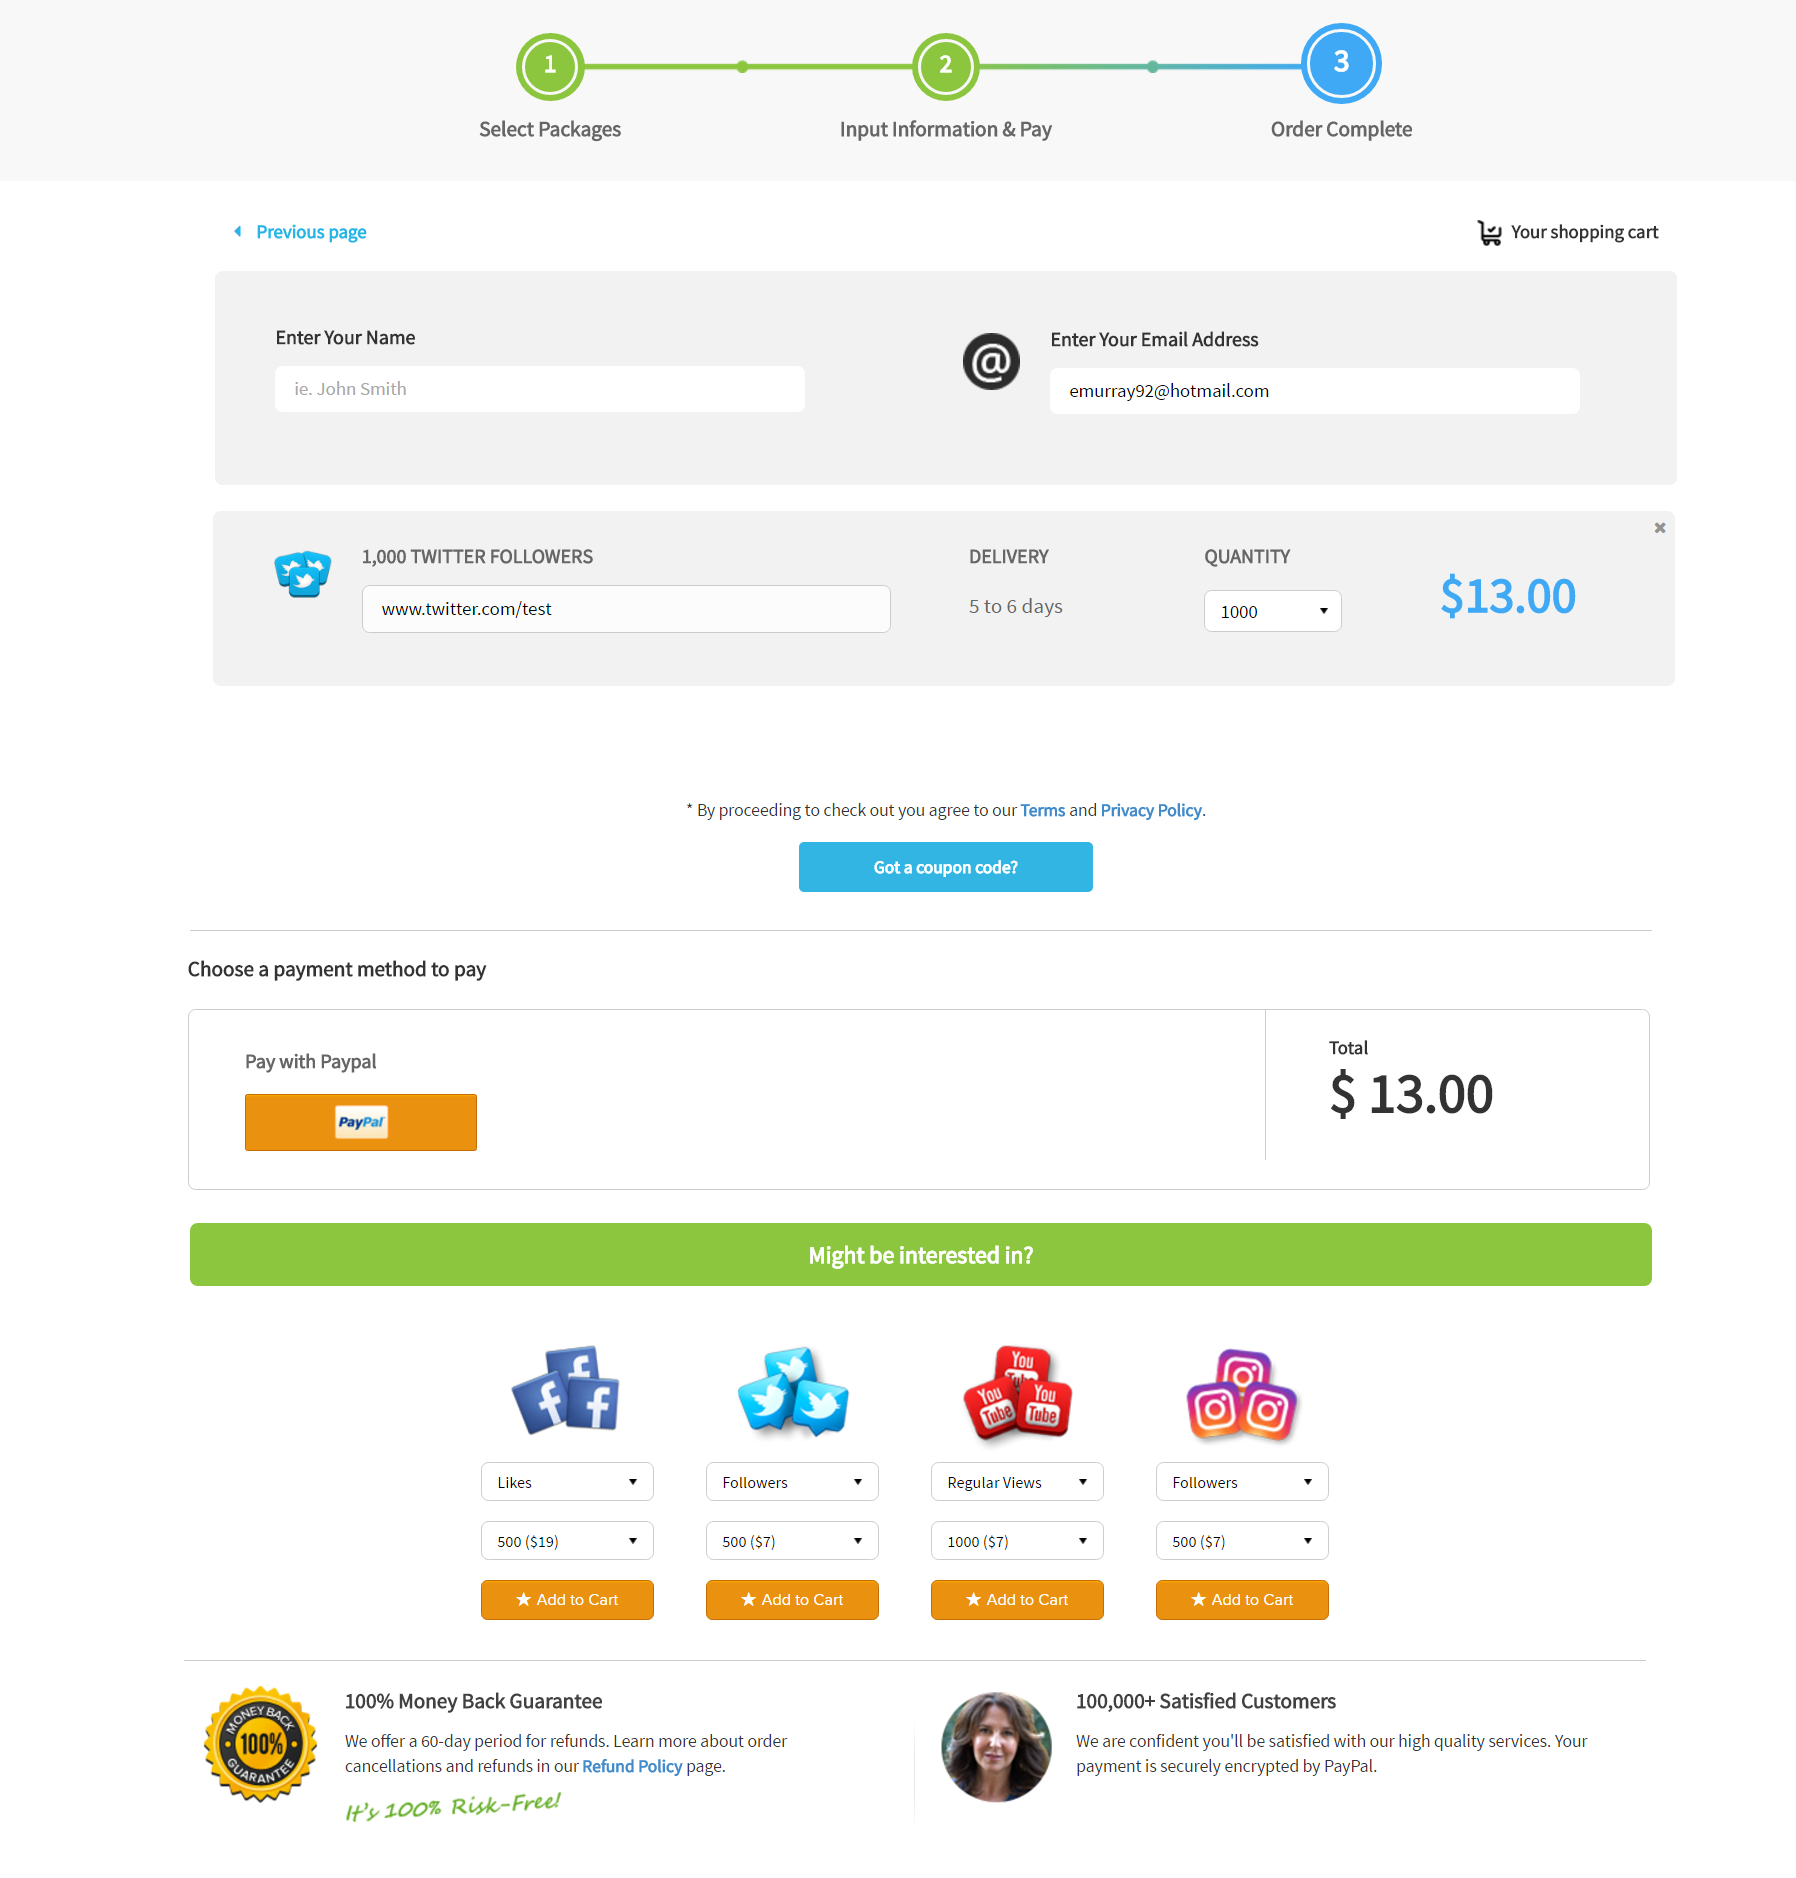 1
2
3
Select Packages
Input Information & Pay
Order Complete
Previous page
Your shopping cart
Enter Your Name
Enter Your Email Address
ie. John Smith
@
emurray92@hotmail.com
1,000 TWITTER FOLLOWERS
DELIVERY
QUANTITY
www.twitter.com/test
5 to 6 days
1000
$13.00
* By proceeding to check out you agree to our Terms and Privacy Policy.
Got a coupon code?
Choose a payment method to pay
Pay with Paypal
PayPal
Total
$ 13.00
Might be interested in?
You
You Tube
You Tube
Likes
Followers
Regular Views
Followers
500 ($19)
500 ($7)
1000 ($7)
500 ($7)
Add to Cart
Add to Cart
Add to Cart
Add to Cart
MONEY BACK
100%
GUARANTEE
100% Money Back Guarantee
We offer a 60-day period for refunds. Learn more about order
cancellations and refunds in our Refund Policy page.
It's 100% Risk-Free!
100,000+ Satisfied Customers
We are confident you'll be satisfied with our high quality services. Your
payment is securely encrypted by PayPal.